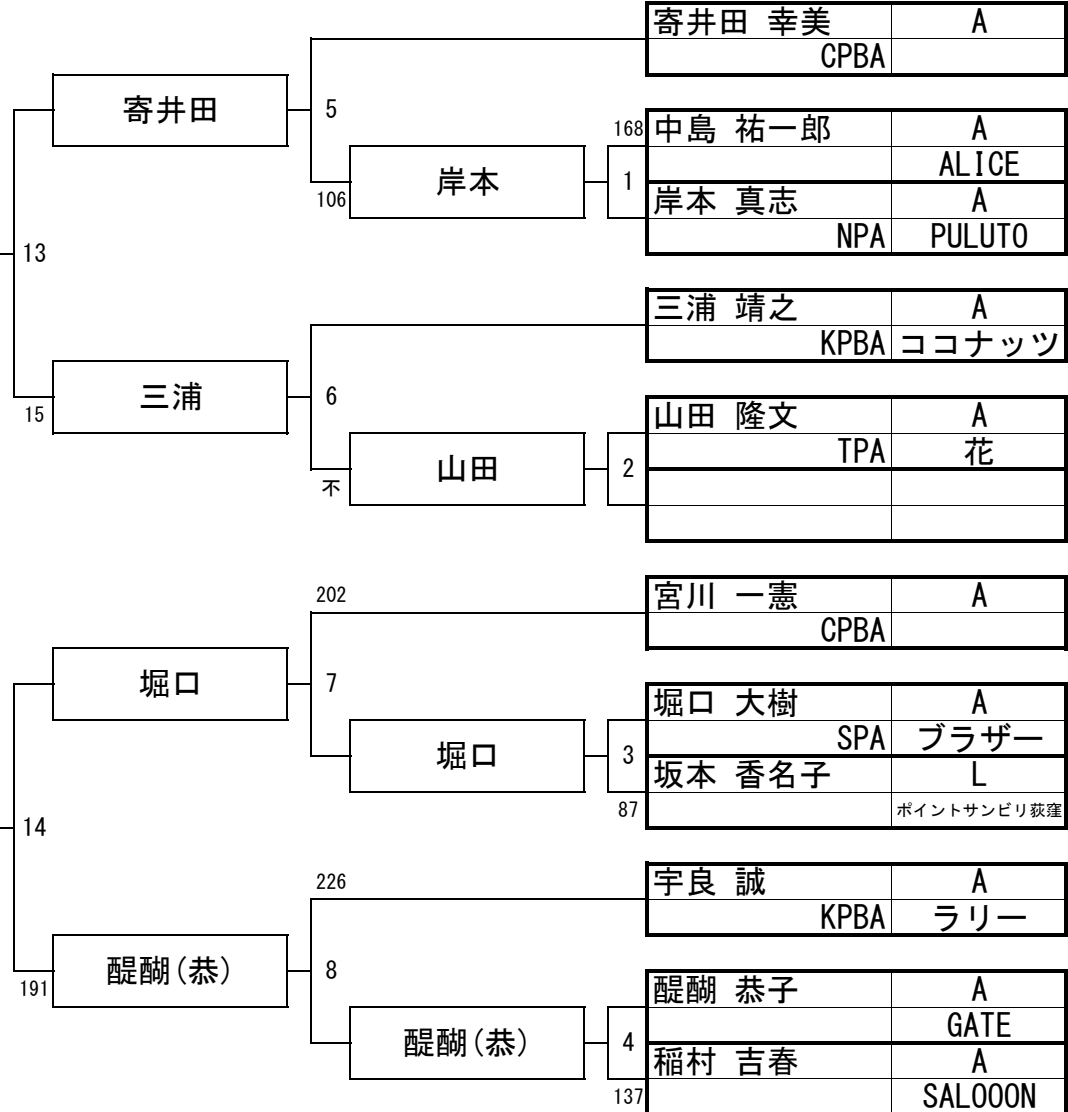 寄井田 幸美 A
CPBA
寄井田
5
168 中島 祐一郎 A
ALICE
岸本
1
106
岸本 真志 A
NPA PULUTO
13
三浦 靖之 A
KPBA ココナッツ
三浦
6
15
山田 隆文 A
TPA 花
山田
2
不
202
宮川 一憲 A
CPBA
堀口
7
堀口 大樹 A
SPA ブラザー
堀口
3
坂本 香名子 L
87
ポイントサンビリ荻窪
14
226
宇良 誠 A
KPBA ラリー
醍醐(恭)
8
191
醍醐 恭子 A
GATE
醍醐(恭)
4
稲村 吉春 A
137
SALOOON